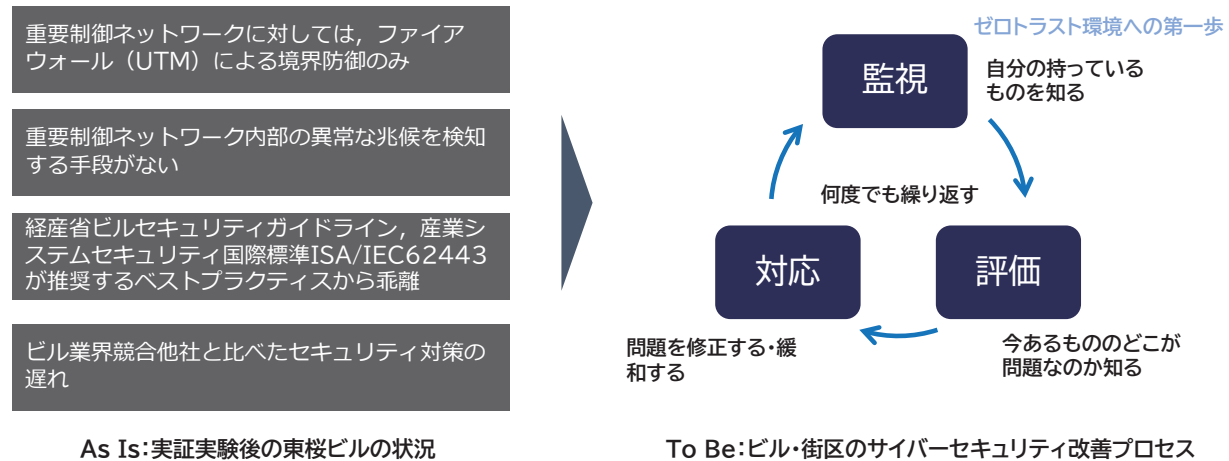 重要制御ネットワークに対しては，ファイア
ウォール（UTM）による境界防御のみ
重要制御ネットワーク内部の異常な兆候を検知
する手段がない
経産省ビルセキュリティガイドライン，産業シ
ステムセキュリティ国際標準ISA/IEC62443
が推奨するベストプラクティスから乖離
ビル業界競合他社と比べたセキュリティ対策の
遅れ
As Is：実証実験後の東桜ビルの状況
ゼロトラスト環境への第一歩
監視
自分の持っている
ものを知る
何度でも繰り返す
対応
評価
問題を修正する・緩
和する
今あるもののどこが
問題なのか知る
To Be：ビル・街区のサイバーセキュリティ改善プロセス